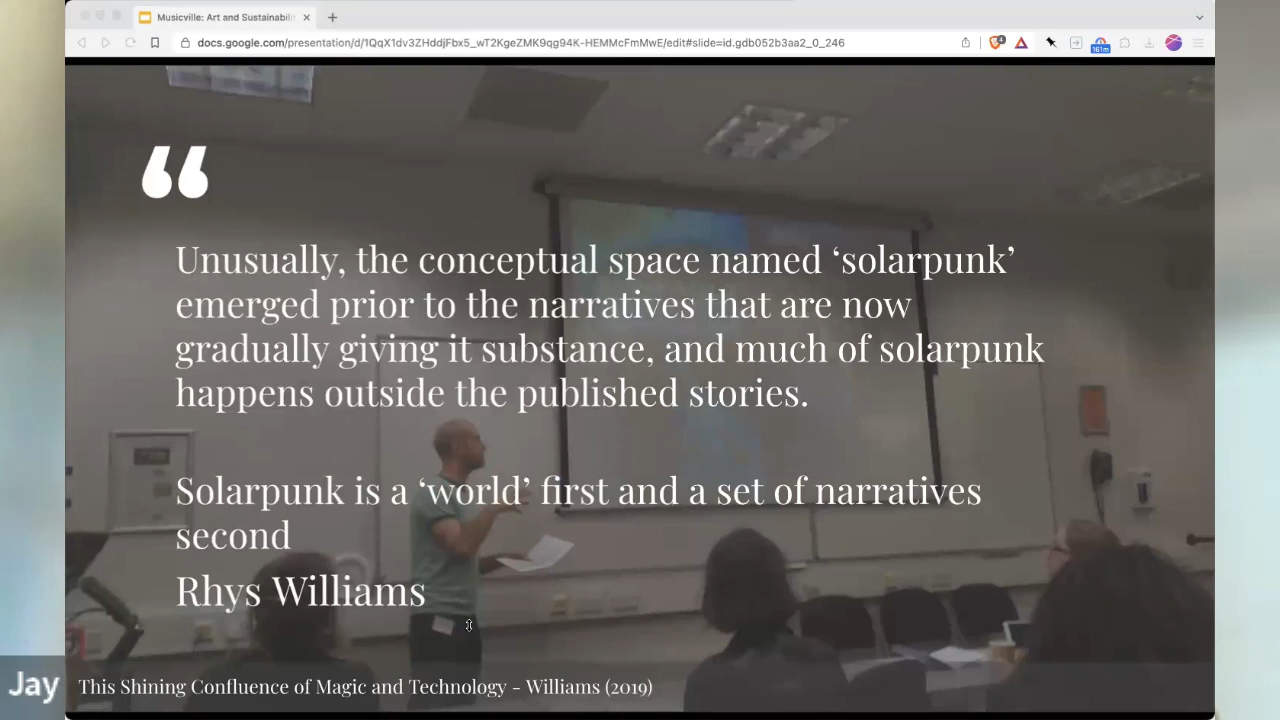 Musicville: Art and Sustainabili
docs.google.com/presentation/d/1QqX1dv3ZHddjFbx5_wT2KgeZMK9qg94K-HEMMcFmMwE/edit#slide=id.gdb052b3aa2_0_246
4
161m
“
Unusually, the conceptual space named ‘solarpunk’
emerged prior to the narratives that are now
gradually giving it substance, and much of solarpunk
happens outside the published stories.
Solarpunk is a ‘world’ first and a set of narratives
second
Rhys Williams
Jay
This Shining Confluence of Magic and Technology - Williams (2019)